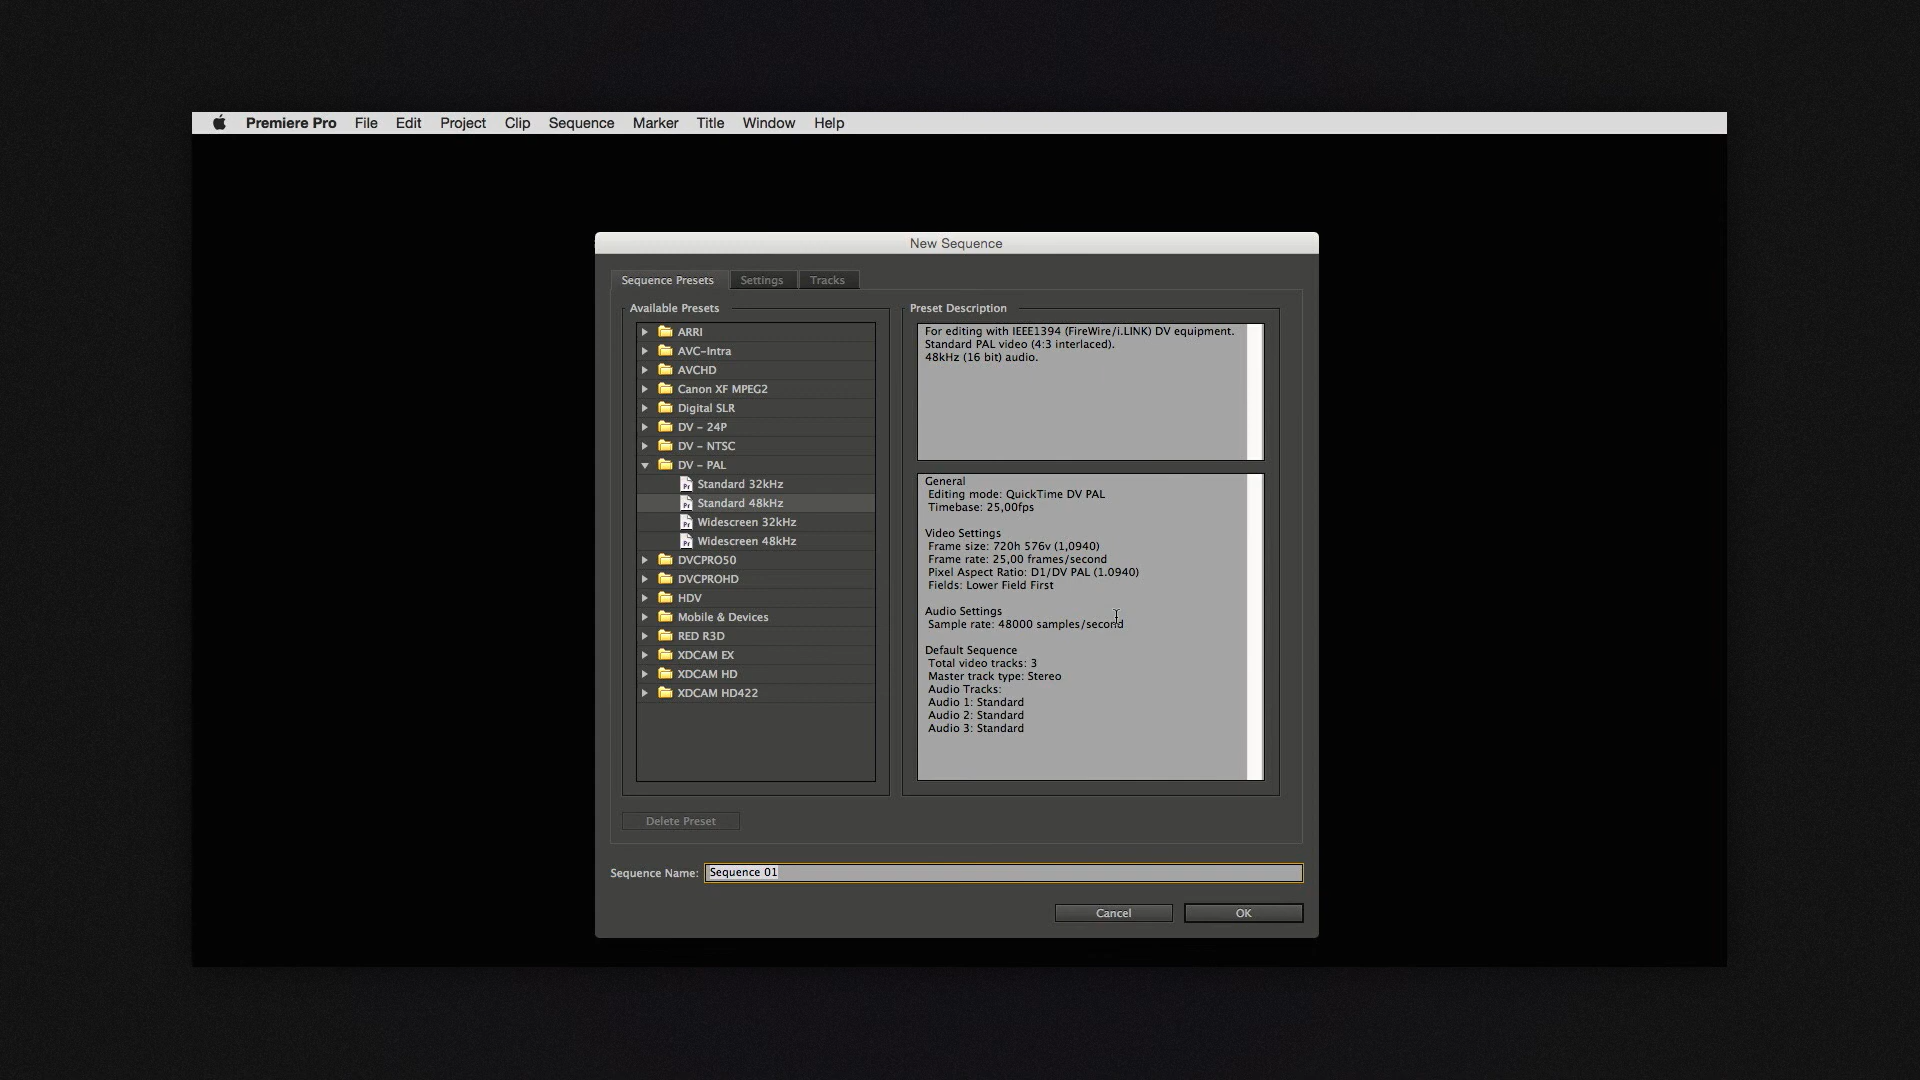 Premiere Pro File Edit Project Clip Sequence Marker Title Window Help
New Sequence
Sequence Presets Settings Tracks
Available Presets
ARRI
AVC-Intra
AVCHD
Canon XF MPEG2
Digital SLR
DV - 24P
DV - NTSC
DV - PAL
Standard 32kHz
Standard 48kHz
Widescreen 32kHz
Widescreen 48kHz
DVCPRO50
DVCPROHD
HDV
Mobile & Devices
RED R3D
XDCAM EX
XDCAM HD
XDCAM HD422
Preset Description
For editing with IEEE1394 (FireWire/i.LINK) DV equipment.
Standard PAL video (4:3 interlaced).
48kHz (16 bit) audio.
General
Editing mode: QuickTime DV PAL
Timebase: 25,00fps
Video Settings
Frame size: 720h 576v (1,0940)
Frame rate: 25,00 frames/second
Pixel Aspect Ratio: D1/DV PAL (1.0940)
Fields: Lower Field First
Audio Settings
Sample rate: 48000 samples/second
Default Sequence
Total video tracks: 3
Master track type: Stereo
Audio Tracks:
Audio 1: Standard
Audio 2: Standard
Audio 3: Standard
Delete Preset
Sequence Name: Sequence 01
Cancel OK